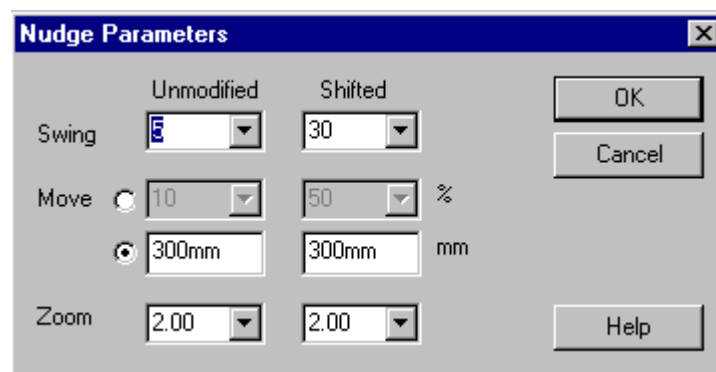 Nudge Parameters
Unmodified Shifted
OK
Swing 5 30
Cancel
Move 10 50 %
300mm 300mm mm
Zoom 2.00 2.00
Help